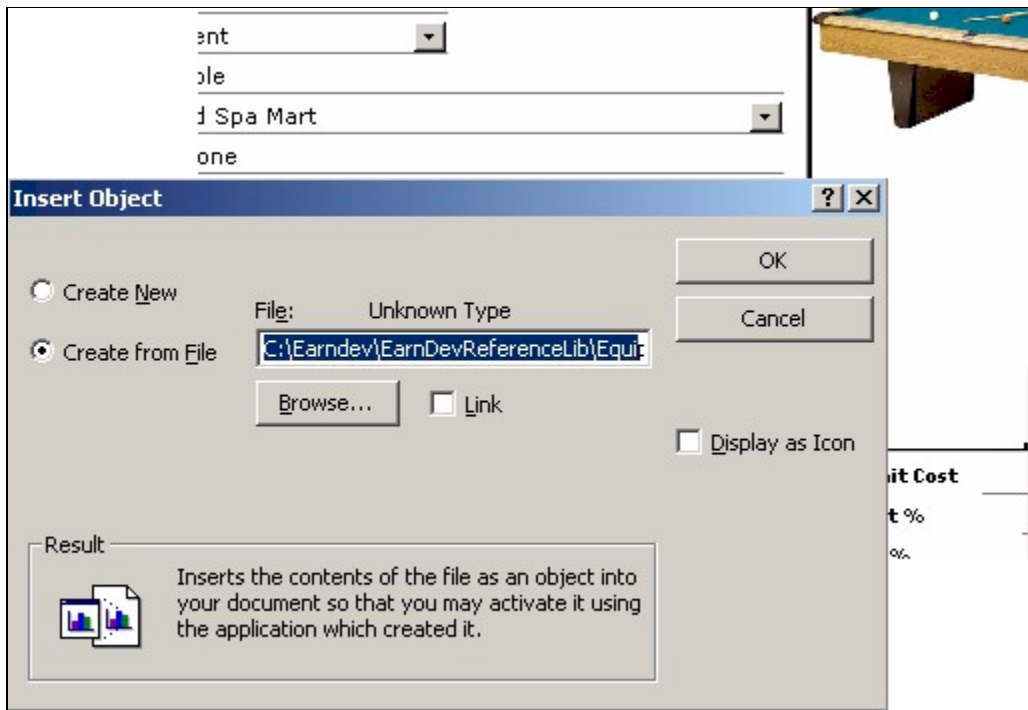 ent
ole
d Spa Mart
one
Insert Object
OK
Create New
File: Unknown Type
Cancel
Create from File
C:\Earndev\EarnDevReferenceLib\Equip
Browse...
Link
Display as Icon
it Cost
t %
%
Result
Inserts the contents of the file as an object into
your document so that you may activate it using
the application which created it.